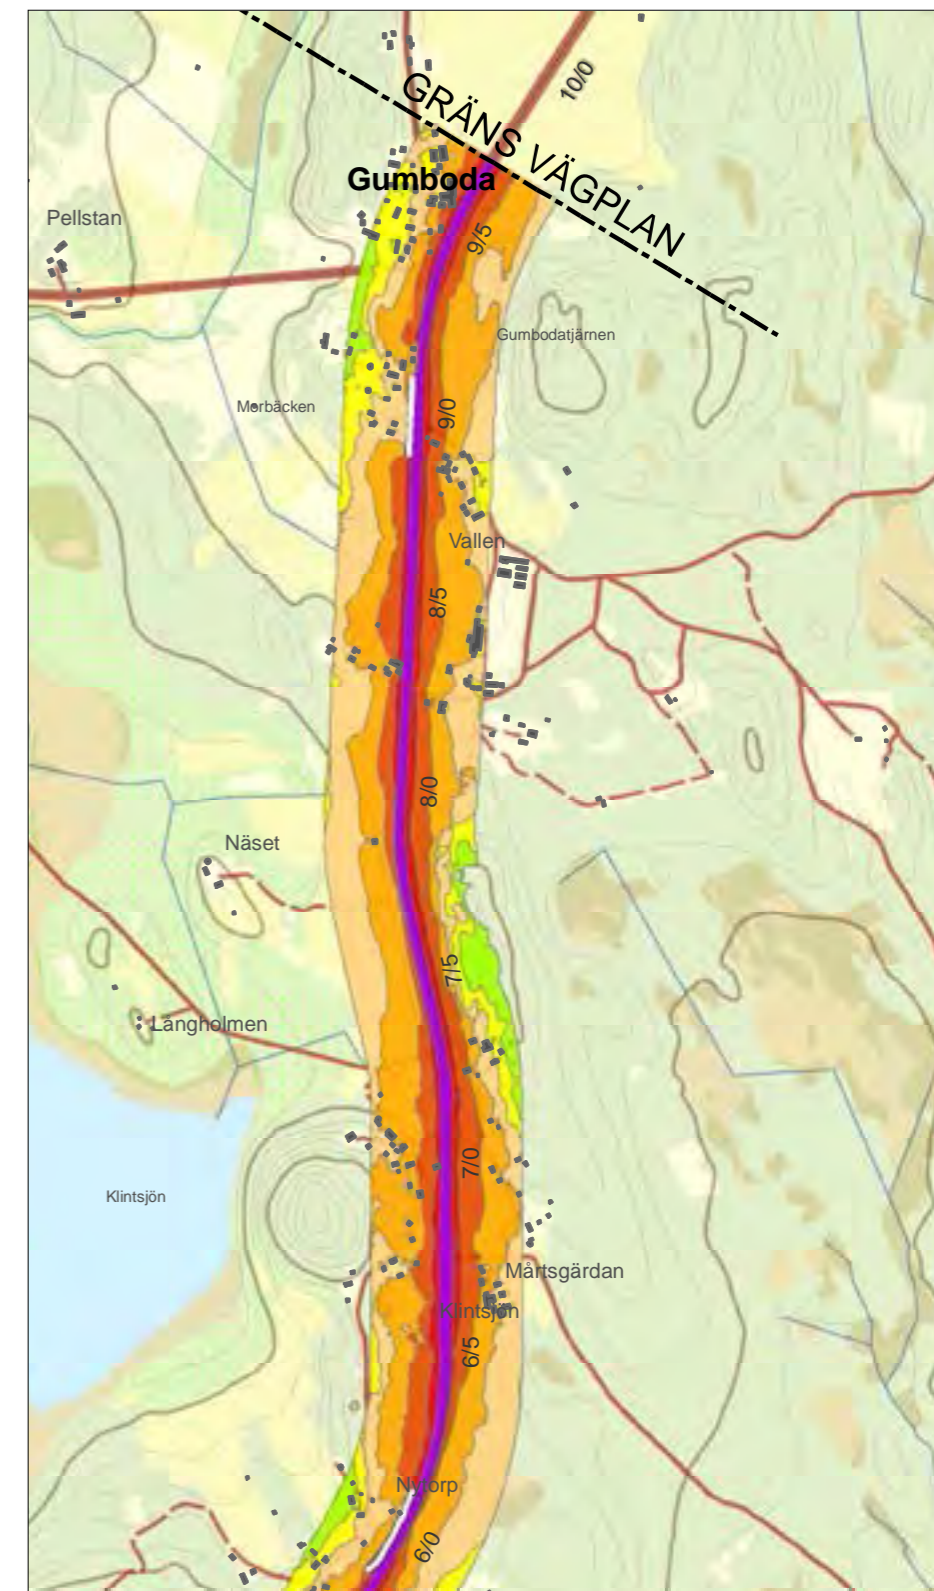 10/0
GRÄNS VÄGPLAN
Gumboda
Pellstan
9/5
Gumbodatjärnen
Morbäcken
9/0
Vallen
8/5
8/0
Näset
7/5
Långholmen
7/0
Klintsjön
Mårtsgärdan
Klintsjön
6/5
Nytorp
6/0